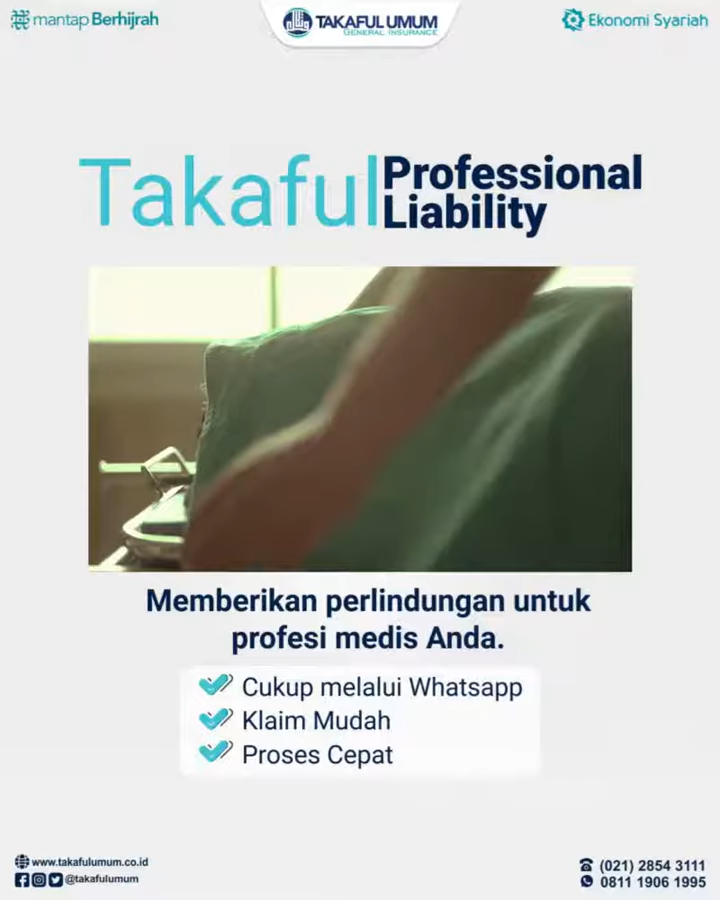 mantap Berhijrah
TAKAFUL UMUM
GENERAL INSURANCE
Ekonomi Syariah
Takaful
Professional
Liability
Memberikan perlindungan untuk
profesi medis Anda.
Cukup melalui Whatsapp
Klaim Mudah
Proses Cepat
www.takafulumum.co.id
@takafulumum
(021) 2854 3111
0811 1906 1995